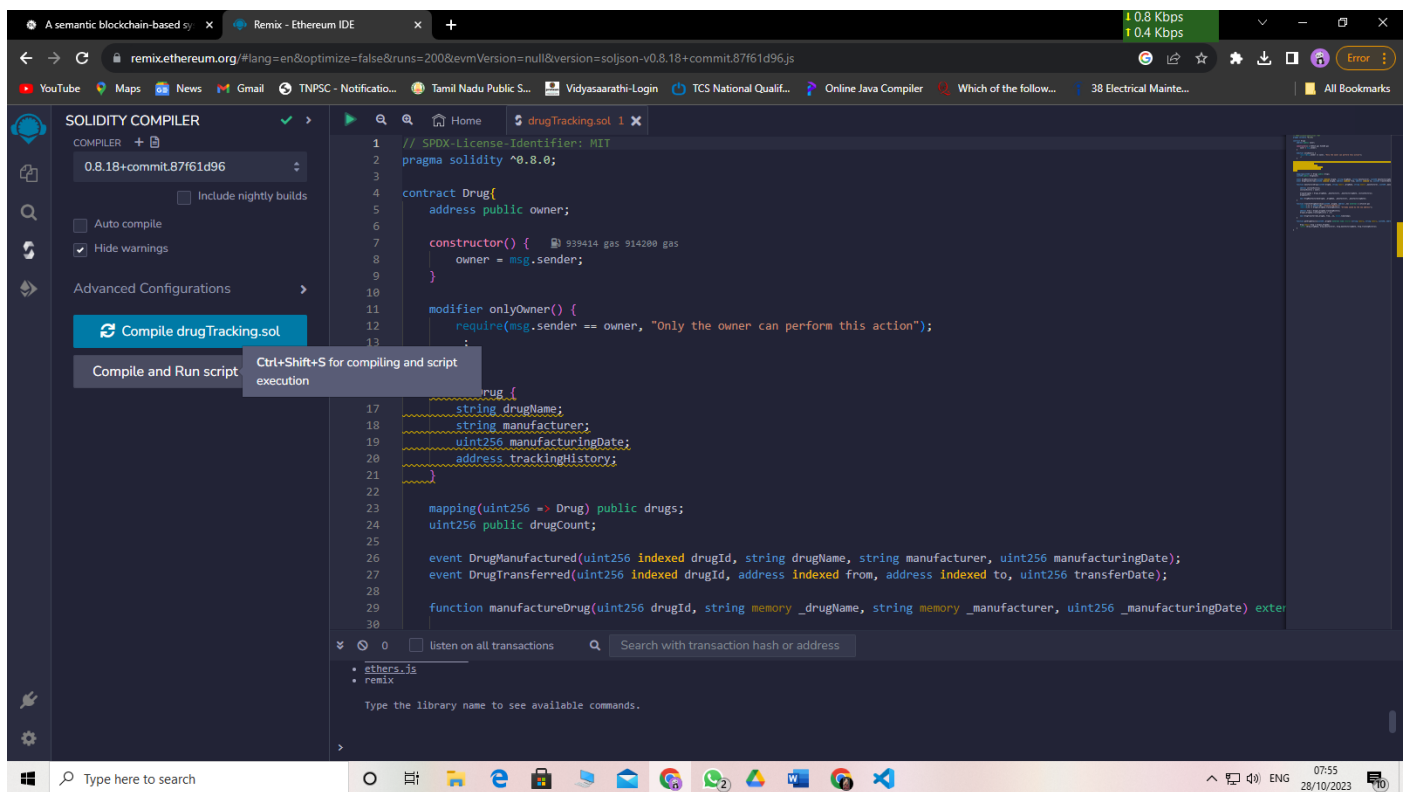 A semantic blockchain-based sy
Remix - Ethereum IDE
0.8 Kbps
0.4 Kbps
remix.ethereum.org/#lang=en&optimize=false&runs=200&evmVersion=null&version=soljson-v0.8.18+commit.87f61d96.js
Error
YouTube Maps News Gmail TNPSC - Notificatio... Tamil Nadu Public S... Vidyasaarathi-Login TCS National Qualif... Online Java Compiler Which of the follow... 38 Electrical Mainte... All Bookmarks
SOLIDITY COMPILER
COMPILER
0.8.18+commit.87f61d96
Include nightly builds
Auto compile
Hide warnings
Advanced Configurations
Compile drugTracking.sol
Compile and Run script
Ctrl+Shift+S for compiling and script
execution
Home
drugTracking.sol 1
1 // SPDX-License-Identifier: MIT
2 pragma solidity ^0.8.0;
3
4 contract Drug{
5 address public owner;
6
7 constructor() { 939414 gas 914200 gas
8 owner = msg.sender;
9 }
10
11 modifier onlyOwner() {
12 require(msg.sender == owner, "Only the owner can perform this action");
13 ;
rug {
17 string drugName;
18 string manufacturer;
19 uint256 manufacturingDate;
20 address trackingHistory;
21 }
22
23 mapping(uint256 => Drug) public drugs;
24 uint256 public drugCount;
25
26 event DrugManufactured(uint256 indexed drugId, string drugName, string manufacturer, uint256 manufacturingDate);
27 event DrugTransferred(uint256 indexed drugId, address indexed from, address indexed to, uint256 transferDate);
28
29 function manufactureDrug(uint256 drugId, string memory _drugName, string memory _manufacturer, uint256 _manufacturingDate) exter
30
0 listen on all transactions Search with transaction hash or address
ethers.js
remix
Type the library name to see available commands.
>
Type here to search
2
ENG
07:55
28/10/2023
10